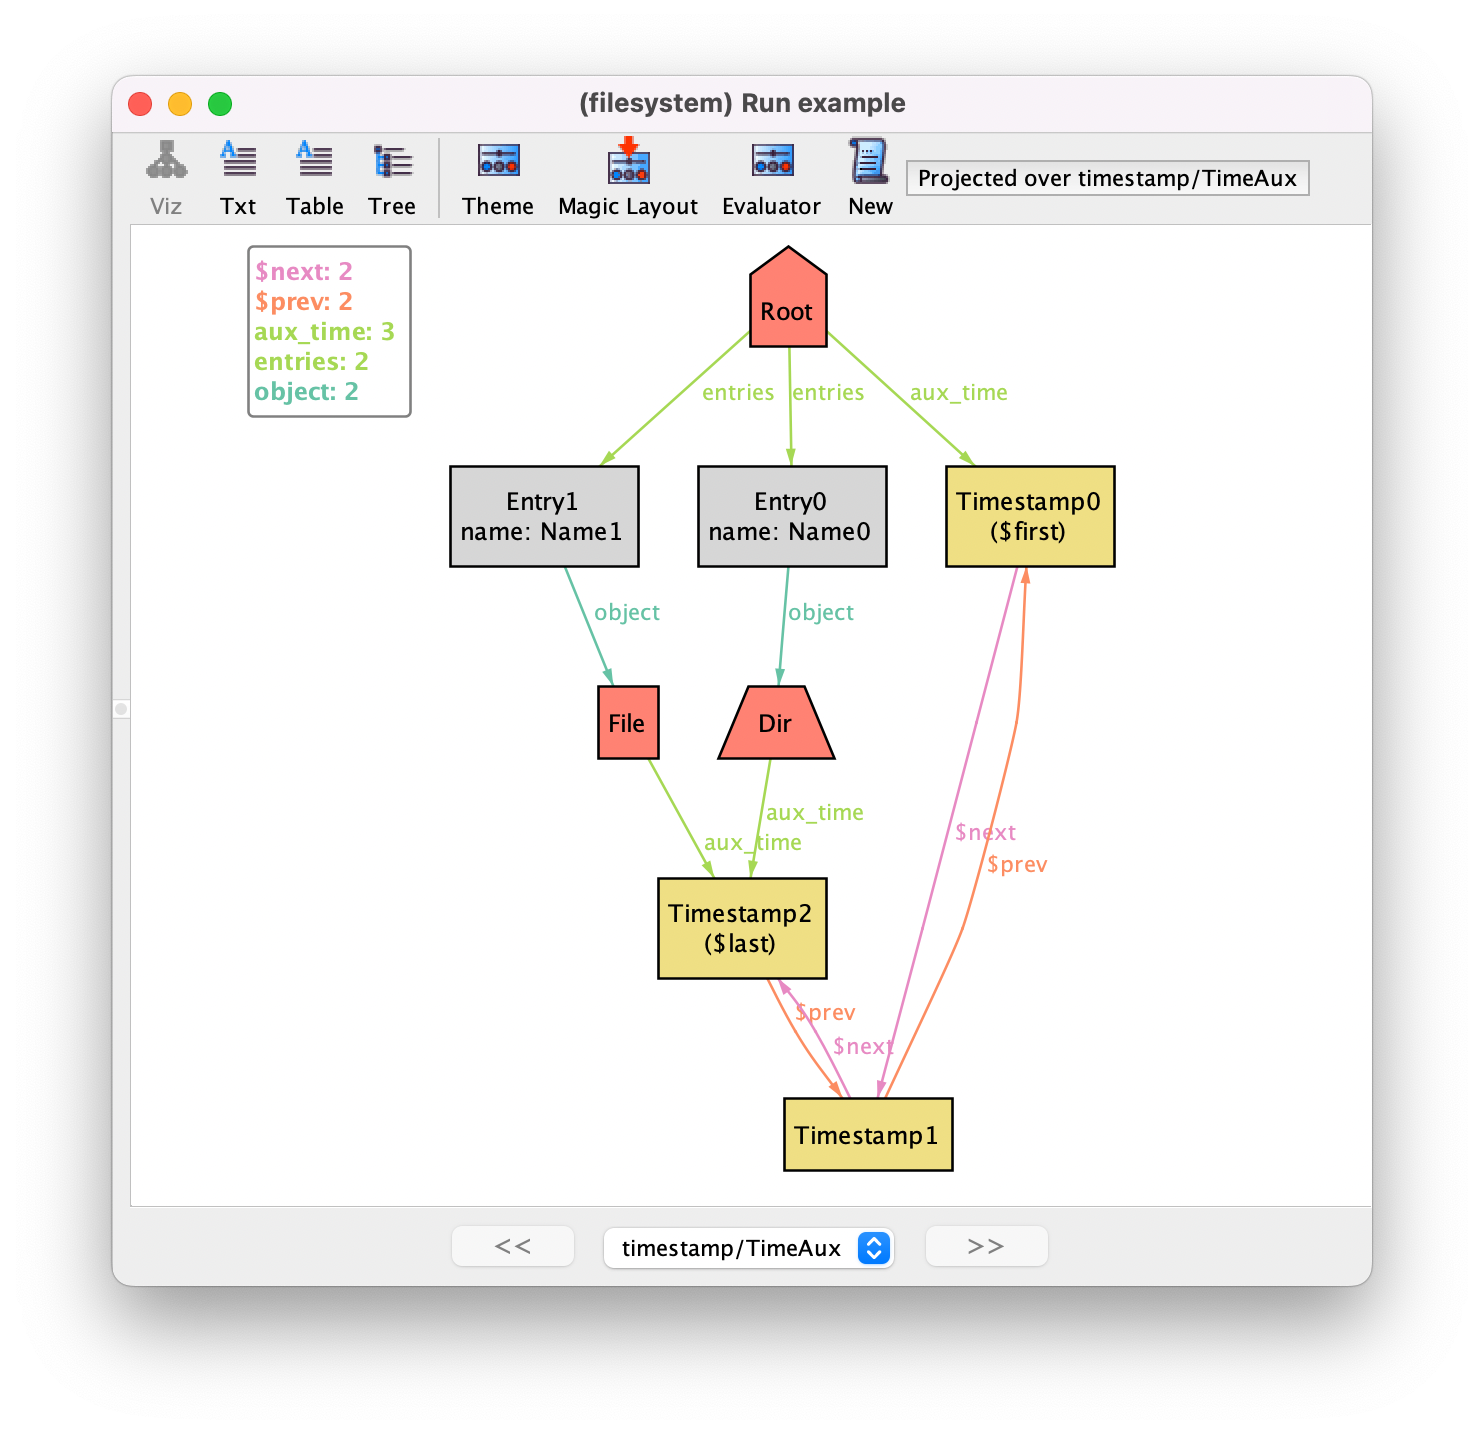 (filesystem) Run example
Viz
Txt
Table
Tree
Theme
Magic Layout
Evaluator
New
Projected over timestamp/TimeAux
$next: 2
$prev: 2
aux_time: 3
entries: 2
object: 2
Root
entries
entries
aux_time
Entry1
name: Name1
Entry0
name: Name0
Timestamp0
($first)
object
object
File
Dir
aux_time
aux_time
$next
$prev
Timestamp2
($last)
$prev
$next
Timestamp1
<<
timestamp/TimeAux
>>